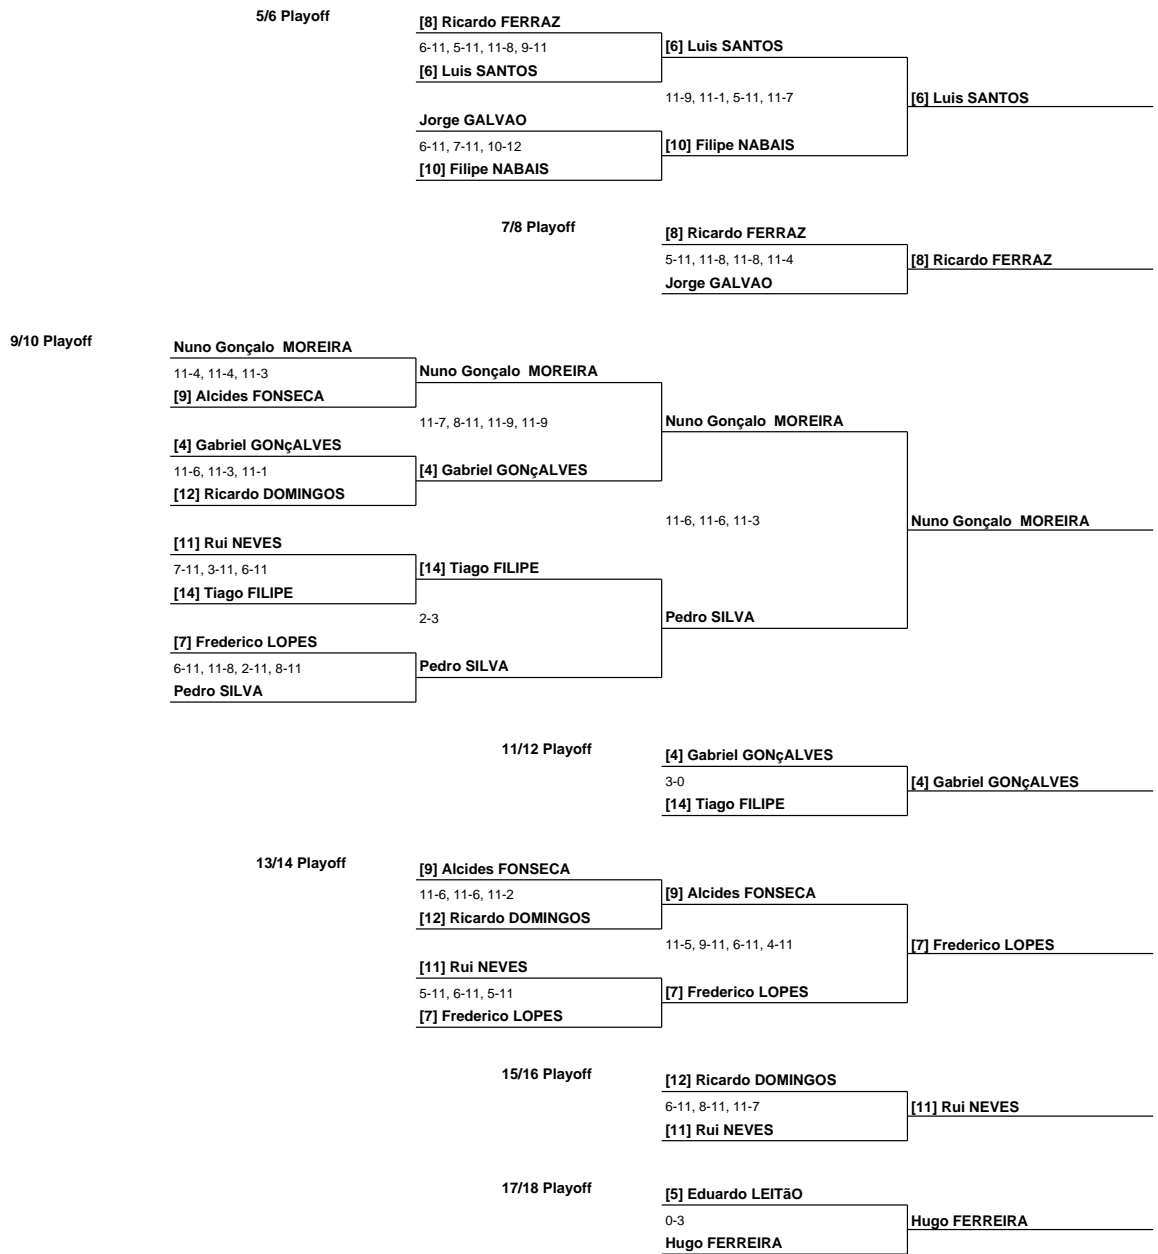 5/6 Playoff
[8] Ricardo FERRAZ
6-11, 5-11, 11-8, 9-11
[6] Luis SANTOS
[6] Luis SANTOS
11-9, 11-1, 5-11, 11-7
[6] Luis SANTOS
Jorge GALVAO
6-11, 7-11, 10-12
[10] Filipe NABAIS
[10] Filipe NABAIS
7/8 Playoff
[8] Ricardo FERRAZ
5-11, 11-8, 11-8, 11-4
[8] Ricardo FERRAZ
Jorge GALVAO
9/10 Playoff
Nuno Gonçalo  MOREIRA
11-4, 11-4, 11-3
Nuno Gonçalo  MOREIRA
[9] Alcides FONSECA
11-7, 8-11, 11-9, 11-9
Nuno Gonçalo  MOREIRA
[4] Gabriel GONçALVES
11-6, 11-3, 11-1
[4] Gabriel GONçALVES
[12] Ricardo DOMINGOS
11-6, 11-6, 11-3
Nuno Gonçalo  MOREIRA
[11] Rui NEVES
7-11, 3-11, 6-11
[14] Tiago FILIPE
[14] Tiago FILIPE
2-3
Pedro SILVA
[7] Frederico LOPES
6-11, 11-8, 2-11, 8-11
Pedro SILVA
Pedro SILVA
11/12 Playoff
[4] Gabriel GONçALVES
3-0
[4] Gabriel GONçALVES
[14] Tiago FILIPE
13/14 Playoff
[9] Alcides FONSECA
11-6, 11-6, 11-2
[9] Alcides FONSECA
[12] Ricardo DOMINGOS
11-5, 9-11, 6-11, 4-11
[7] Frederico LOPES
[11] Rui NEVES
5-11, 6-11, 5-11
[7] Frederico LOPES
[7] Frederico LOPES
15/16 Playoff
[12] Ricardo DOMINGOS
6-11, 8-11, 11-7
[11] Rui NEVES
[11] Rui NEVES
17/18 Playoff
[5] Eduardo LEITãO
0-3
Hugo FERREIRA
Hugo FERREIRA